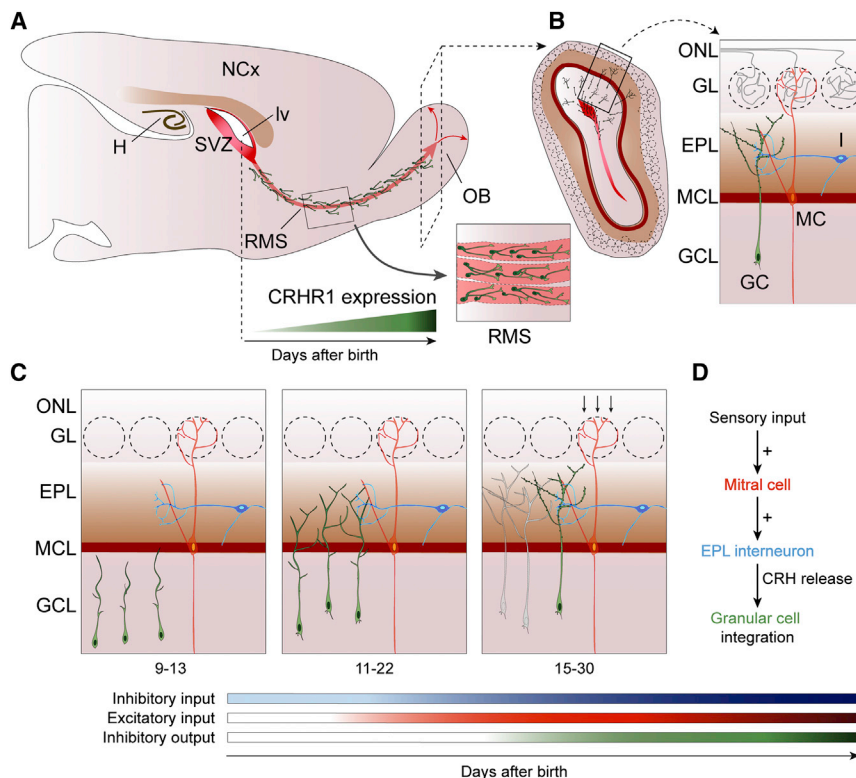 A
NCx
lv
H
SVZ
OB
RMS
CRHR1 expression
Days after birth
RMS
B
ONL
GL
EPL
I
MCL
MC
GCL
GC
C
ONL
GL
EPL
MCL
GCL
9-13
11-22
15-30
Inhibitory input
Excitatory input
Inhibitory output
Days after birth
D
Sensory input
+
Mitral cell
+
EPL interneuron
CRH release
Granular cell
integration